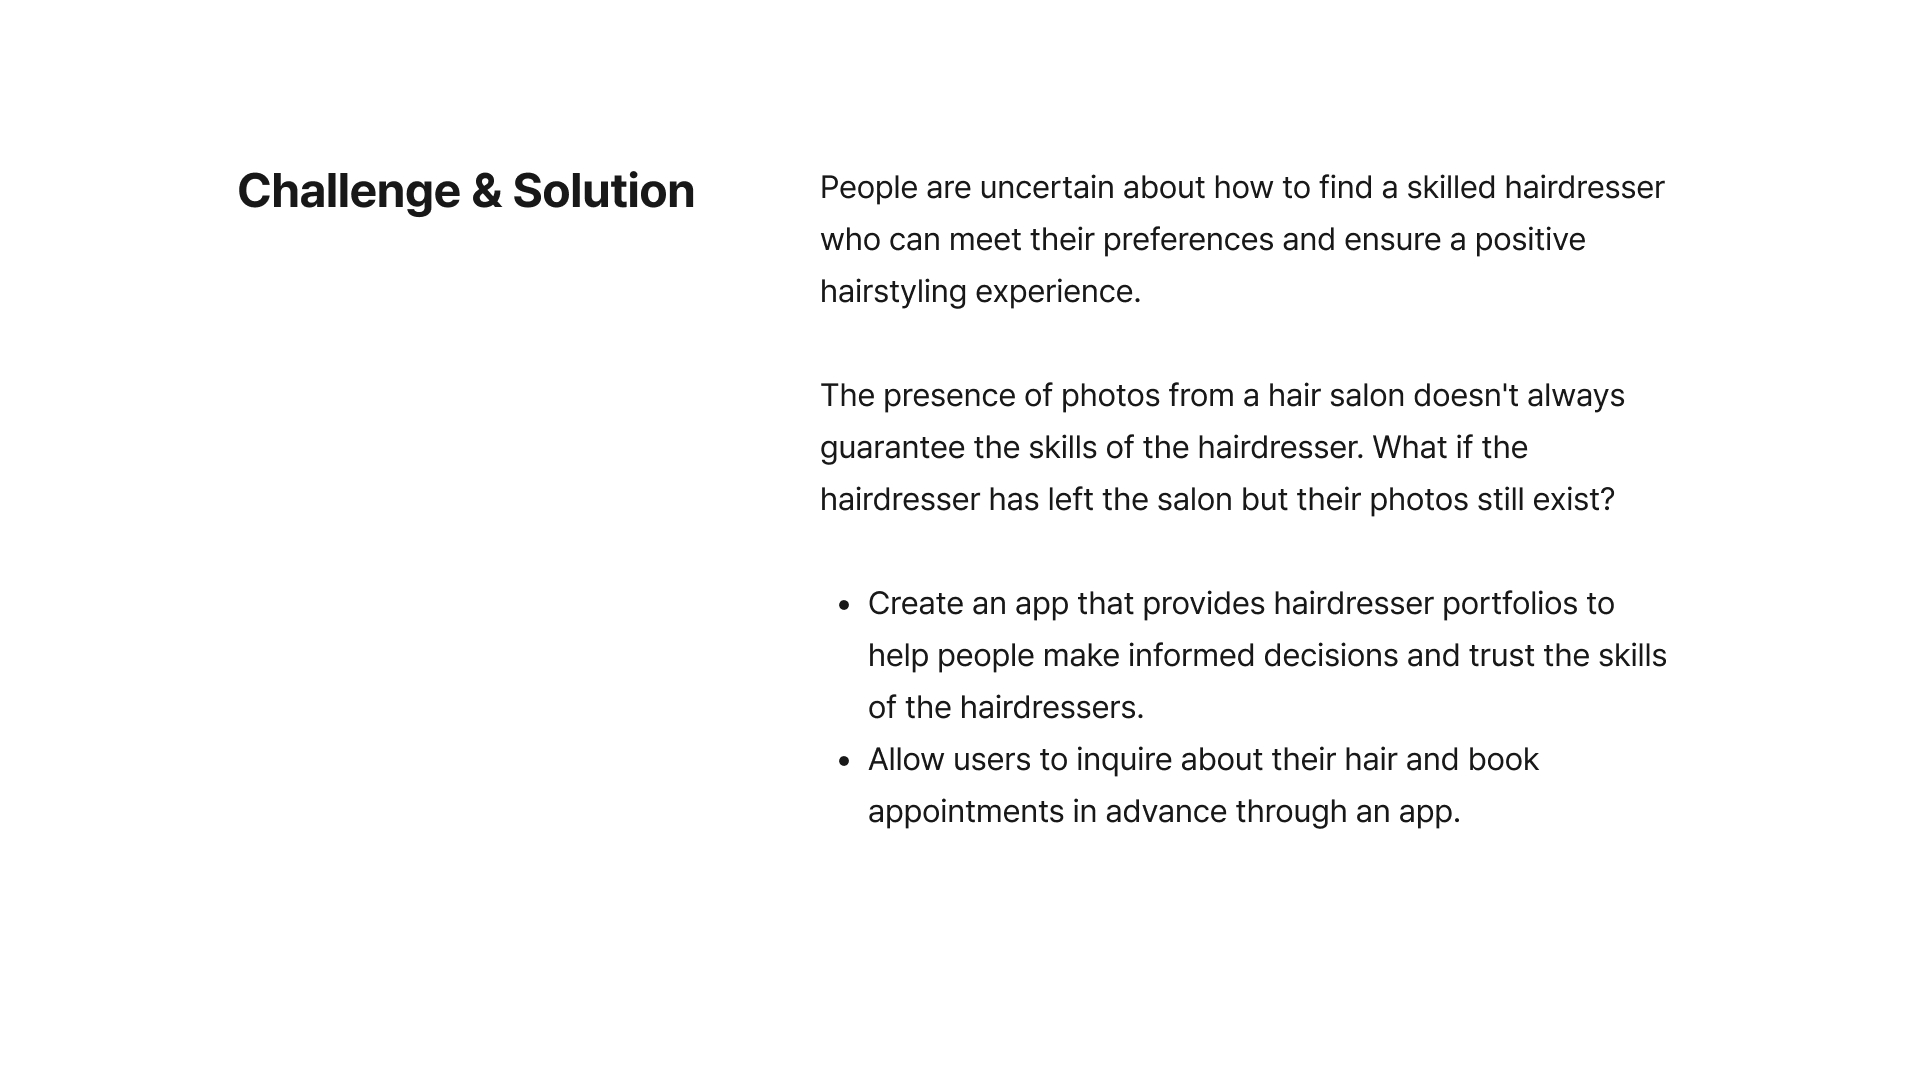 Challenge & Solution
People are uncertain about how to find a skilled hairdresser
who can meet their preferences and ensure a positive
hairstyling experience.
The presence of photos from a hair salon doesn't always
guarantee the skills of the hairdresser. What if the
hairdresser has left the salon but their photos still exist?
• Create an app that provides hairdresser portfolios to
help people make informed decisions and trust the skills
of the hairdressers.
• Allow users to inquire about their hair and book
appointments in advance through an app.